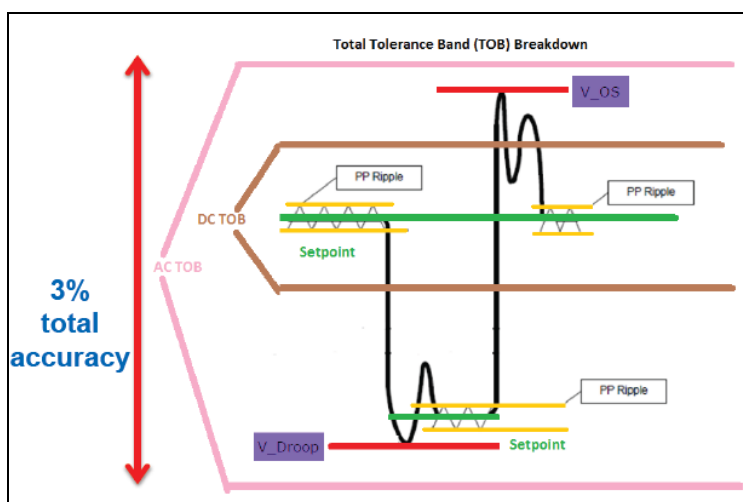 Total Tolerance Band (TOB) Breakdown
V_OS
PP Ripple
PP Ripple
DC TOB
Setpoint
AC TOB
3%
total
accuracy
PP Ripple
V_Droop
Setpoint